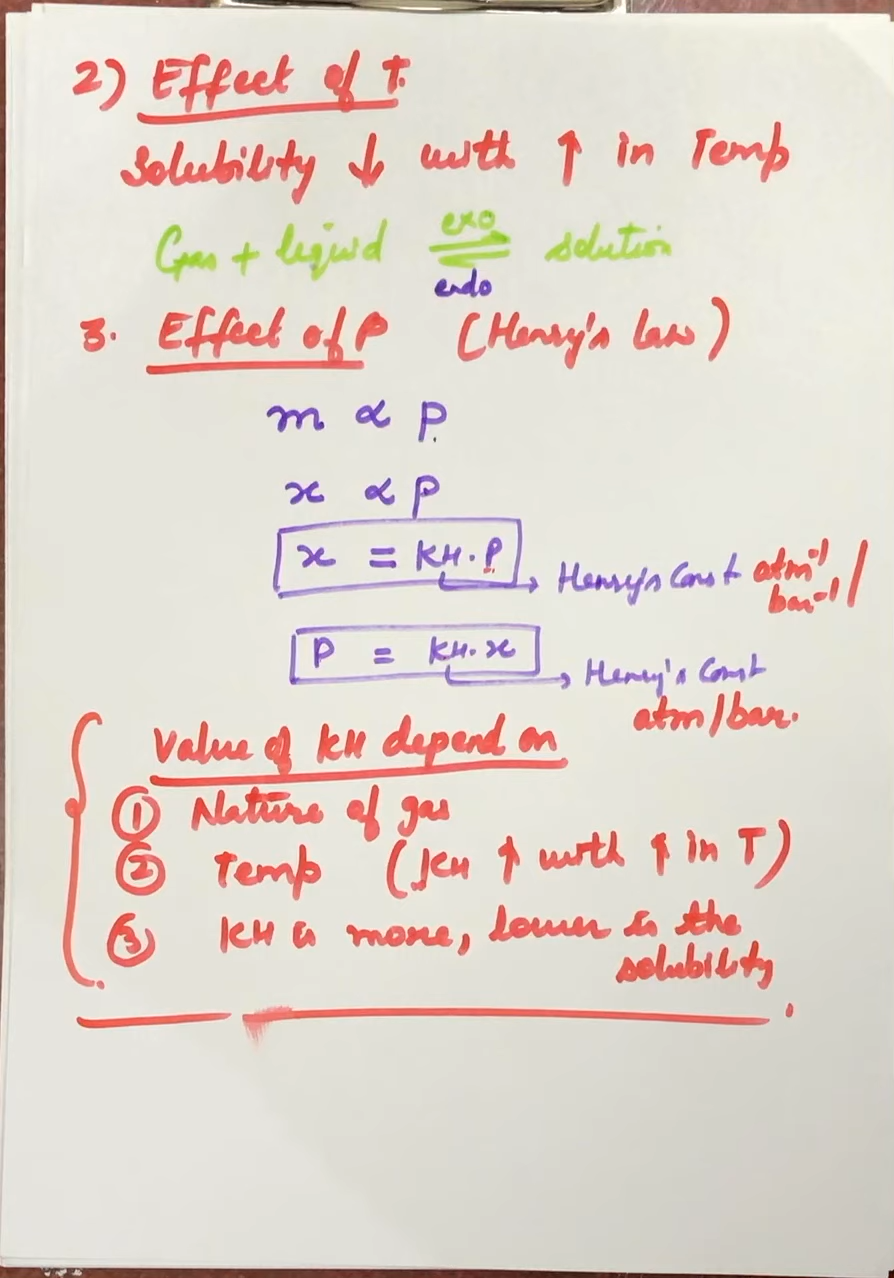 2) Effect of T.
Solubility ↓ with ↑ in Temp
Gas + liquid ⇌ solution
exo
endo
3. Effect of P (Henry's law)
m ∝ P.
x ∝ P
x = KH·P → Henry's Const atm⁻¹/
bar⁻¹
P = KH·x → Henry's Const
atm/bar.
Value of KH depend on
① Nature of gas
② Temp (KH ↑ with ↑ in T)
③ KH is more, lower is the
solubility